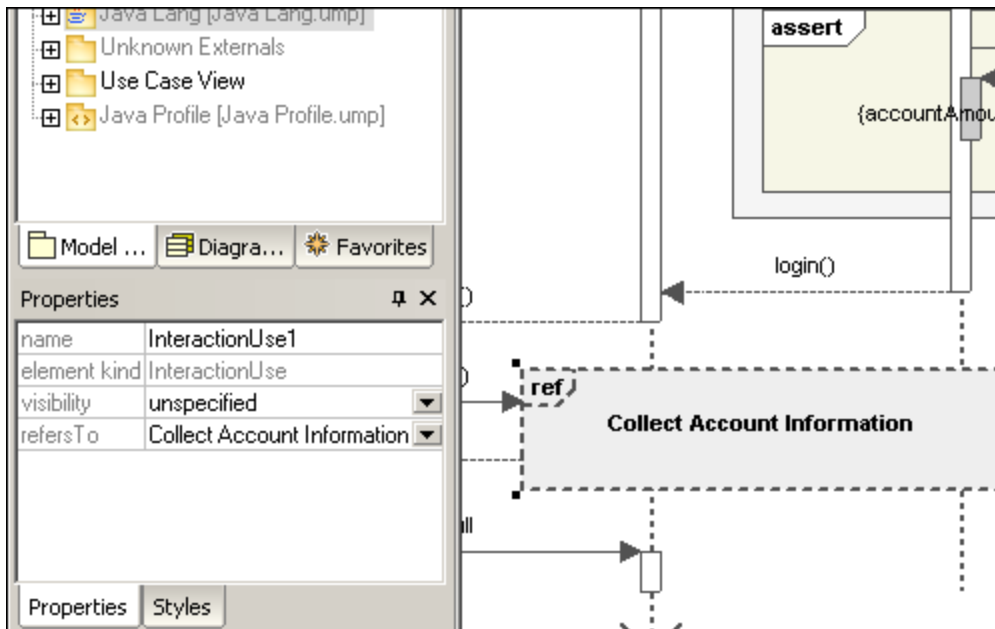 Java Lang [Java Lang.ump]
Unknown Externals
Use Case View
Java Profile [Java Profile.ump]
Model ... Diagra... Favorites
Properties
name InteractionUse1
element kind InteractionUse
visibility unspecified
refersTo Collect Account Information
Properties Styles
assert
{accountAmou
login()
)
)
ref
Collect Account Information
ll